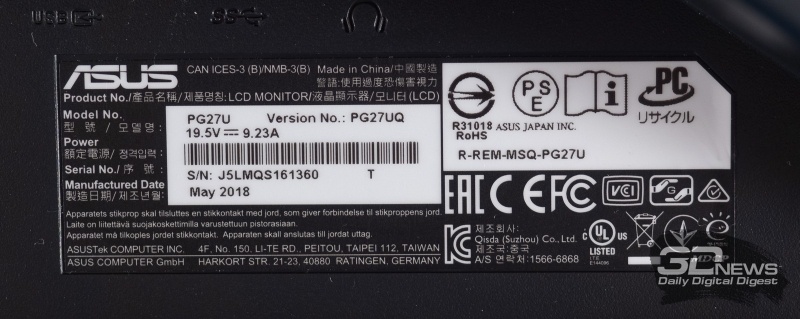 USB
ASUS CAN ICES-3 (B)/NMB-3(B) Made in China/中國製造
警語:使用過度恐傷害視力
Product No./產品名稱/제품명칭: LCD MONITOR/液晶顯示器/모니터 (LCD)
Model No.
型 號 / 모델명:
PG27U Version No.: PG27UQ
Power
額定電源/정격입력:
19.5V 9.23A
Serial No./序 號:
S/N: J5LMQS161360 T
Manufactured Date
製造日期/제조년월:
May 2018
Apparatets stikprop skal tilsluttes en stikkontakt med jord, som giver forbindelse til stikproppens jord.
Laite on liitettävä suojakoskettimilla varustettuun pistorasiaan.
Apparatet må tilkoples jordet stikkontakt. Apparaten skall anslutas till jordat uttag.
ASUSTek COMPUTER INC. 4F, No. 150, LI-TE RD., PEITOU, TAIPEI 112, TAIWAN
ASUS COMPUTER GmbH HARKORT STR. 21-23, 40880 RATINGEN, GERMANY
PS
E
i
PC
リサイクル
R31018 ASUS JAPAN INC.
RoHS
R-REM-MSQ-PG27U
EAC CE FC VCI
제조회사:
Qisda (Suzhou) Co., Ltd.
제조국:중국
A/S 연락처:1566-6868
c UL US
LISTED
I.T.E
E144096
3DNEWS
Daily Digital Digest